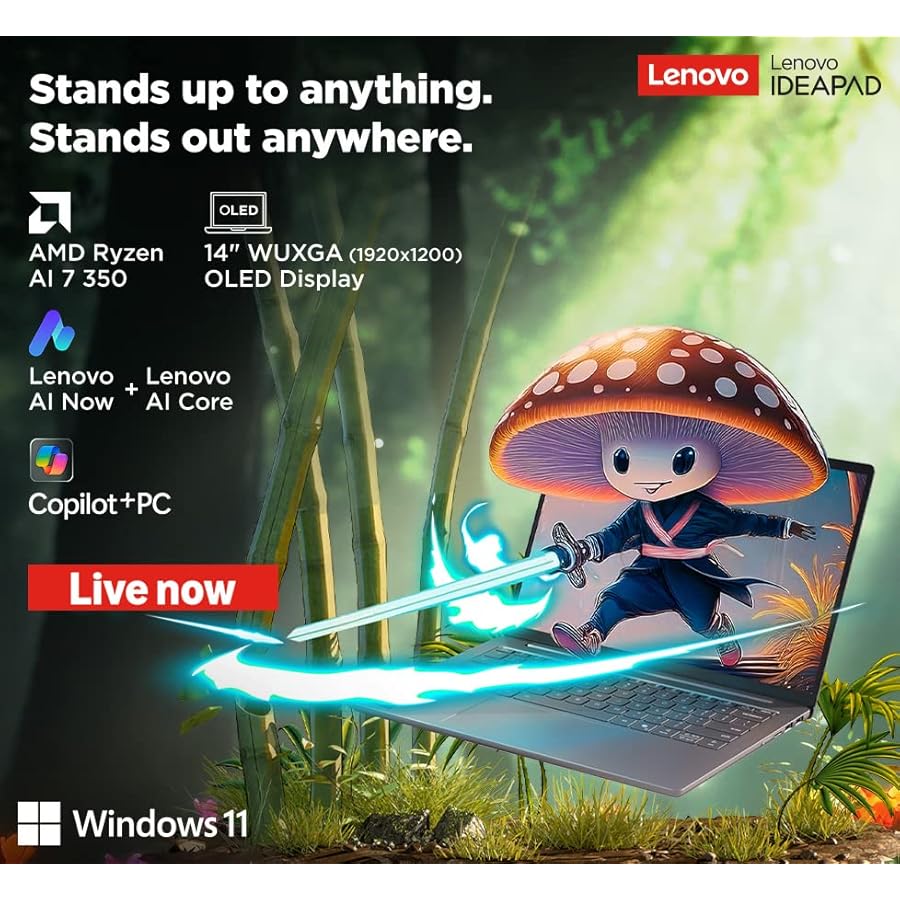 Stands up to anything.
Stands out anywhere.
Lenovo
Lenovo
IDEAPAD
AMD Ryzen
AI 7 350
OLED
14" WUXGA (1920x1200)
OLED Display
Lenovo
AI Now
+
Lenovo
AI Core
Copilot+PC
Live now
Windows 11